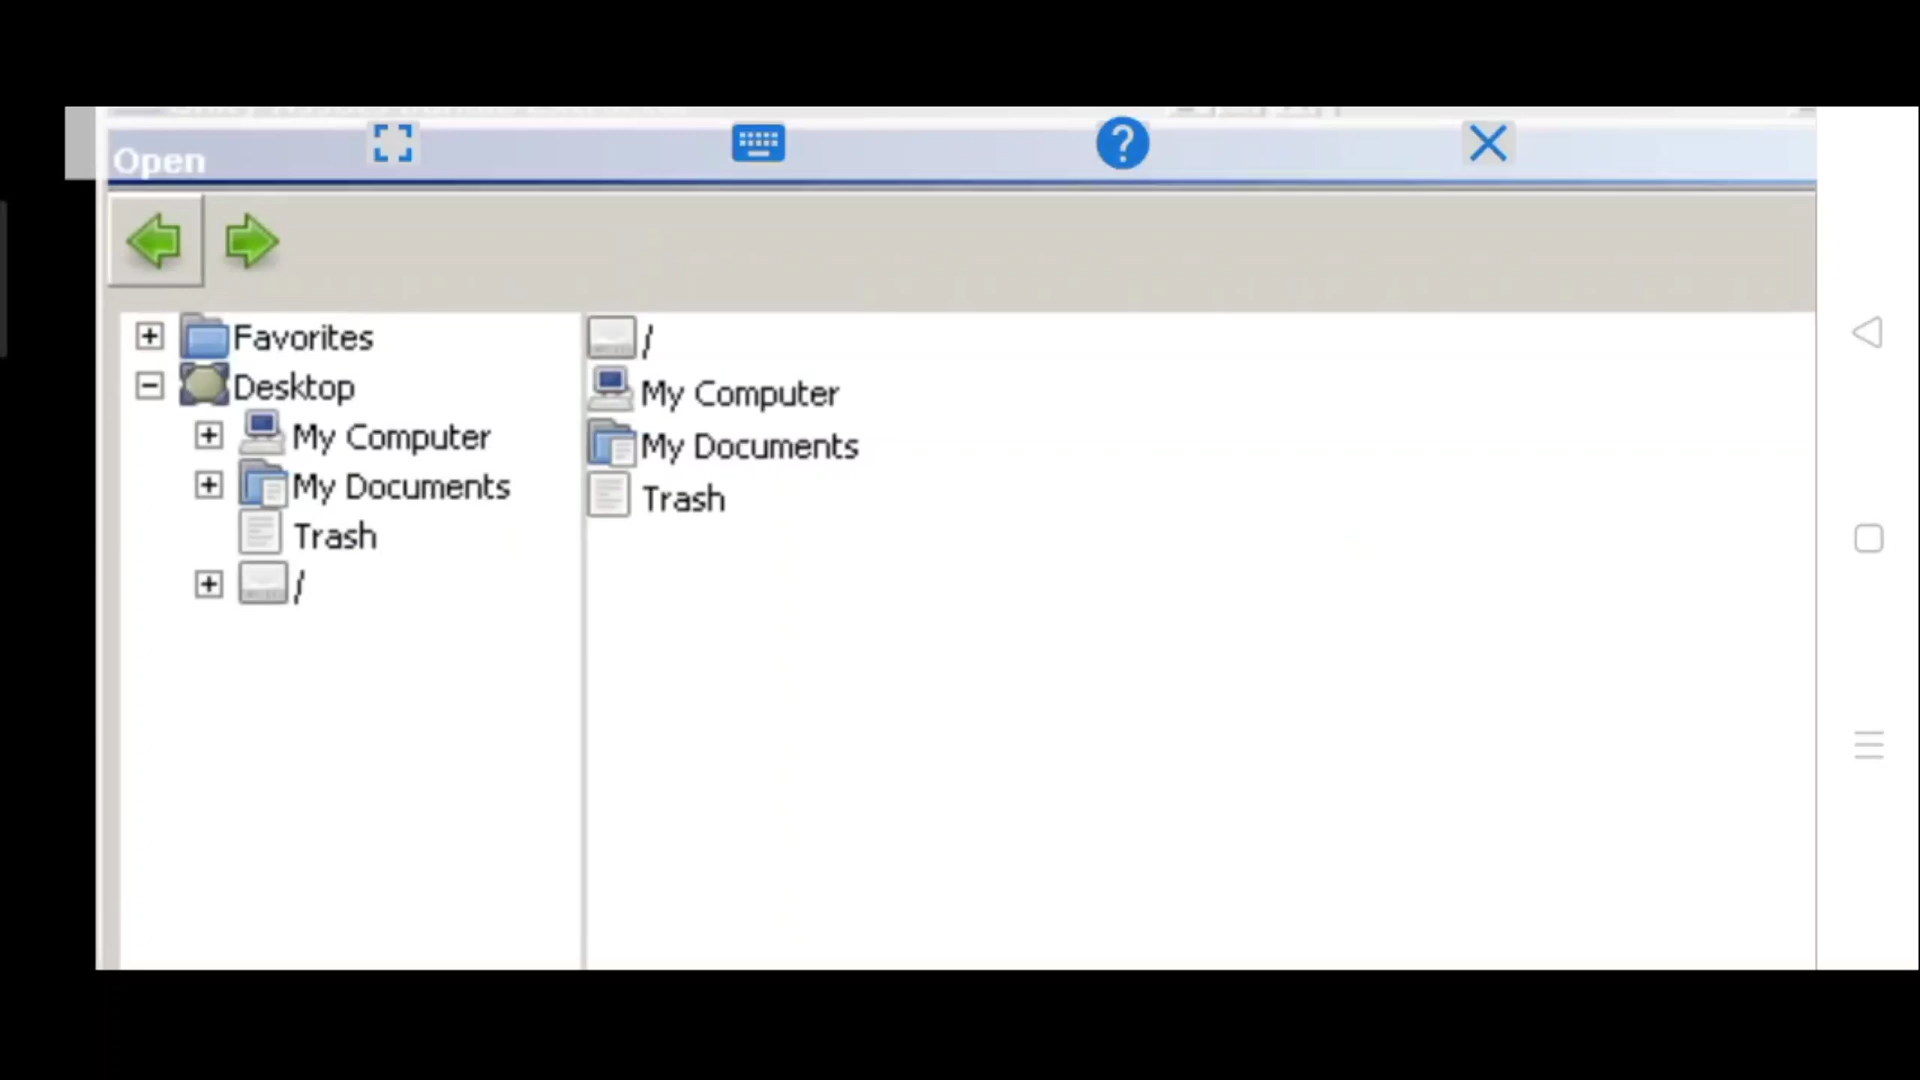 Open
Favorites
Desktop
My Computer
My Documents
Trash
/
/
My Computer
My Documents
Trash